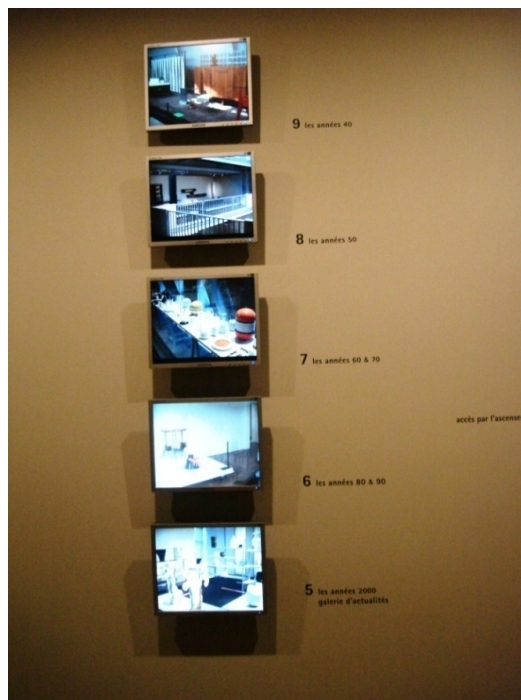 9 les années 40
8 les années 50
7 les années 60 & 70
accès par l'ascense
6 les années 80 & 90
5 les années 2000
galerie d'actualités